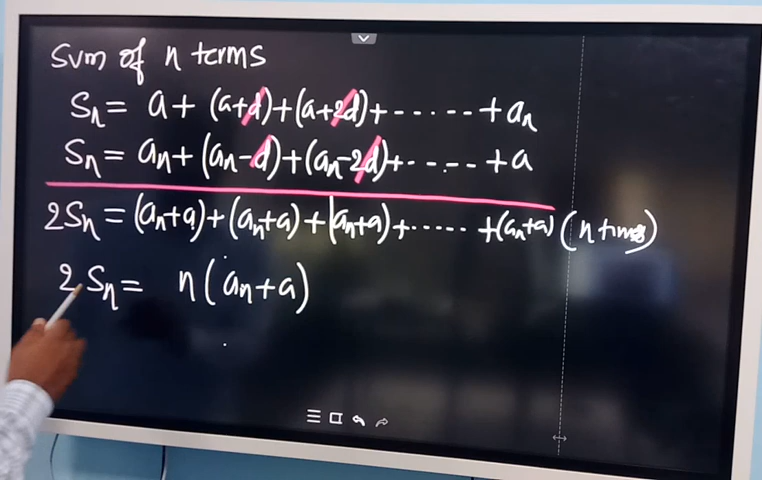 Sum of n terms
Sₙ = a + (a+d) + (a+2d) + ------ + aₙ
Sₙ = aₙ + (aₙ-d) + (aₙ-2d) + ------ + a
2Sₙ = (aₙ+a) + (aₙ+a) + (aₙ+a) + ------ + (aₙ+a) (n times)
2Sₙ = n(aₙ+a)